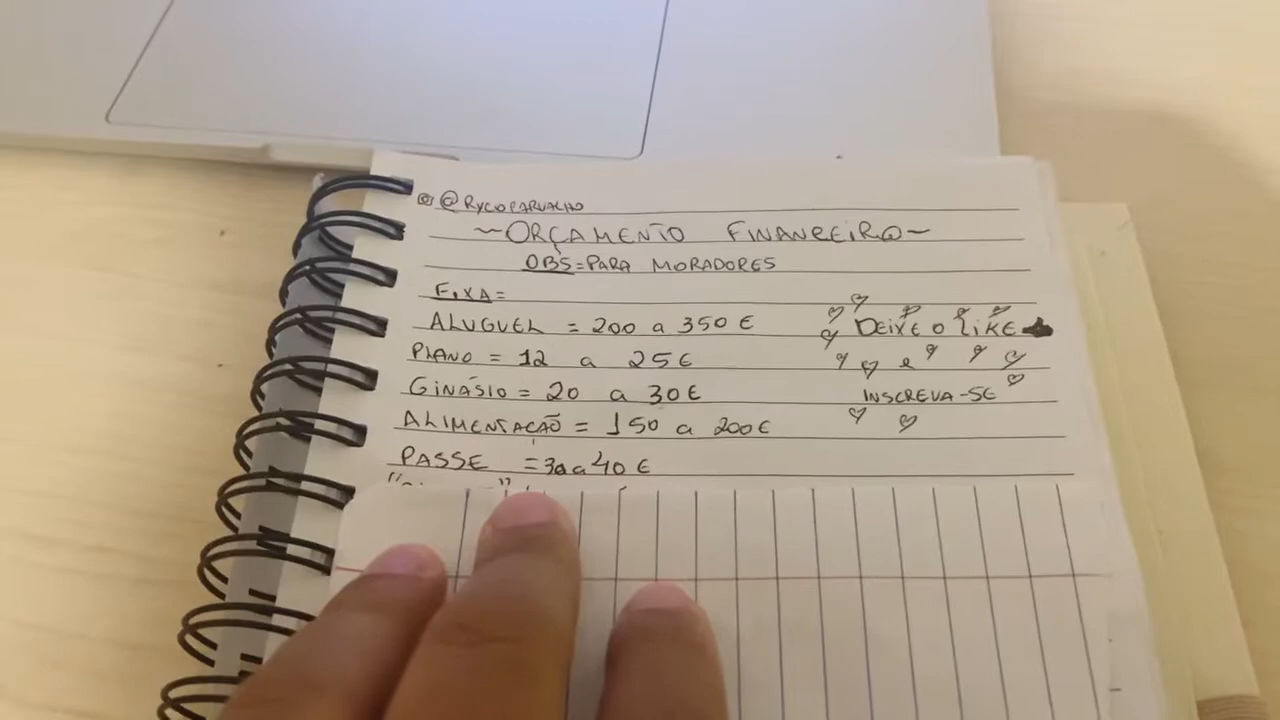 @RYCOCARVALHO
~ORÇAMENTO FINANCEIRO~
OBS=PARA MORADORES
FIXA=
ALUGUEL = 200 a 350 €
DEIXE O LIKE
PLANO = 12 a 25 €
GINÁSIO = 20 a 30 €
INSCREVA-SE
ALIMENTAÇÃO = 150 a 200 €
PASSE = 30 a 40 €